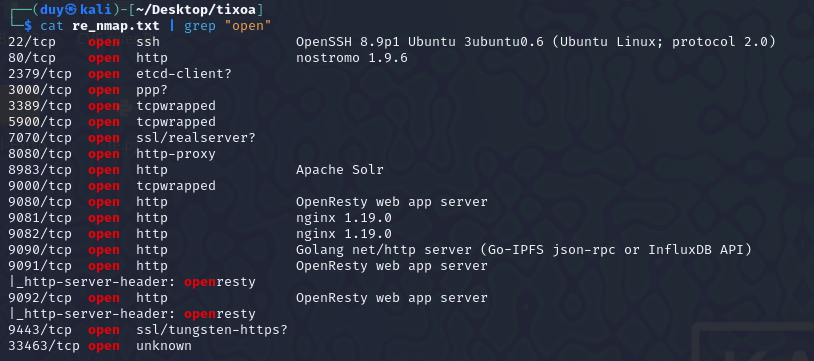 ┌──(duy㉿kali)-[~/Desktop/tixoa]
└─$ cat re_nmap.txt | grep "open"
22/tcp    open  ssh                 OpenSSH 8.9p1 Ubuntu 3ubuntu0.6 (Ubuntu Linux; protocol 2.0)
80/tcp    open  http                nostromo 1.9.6
2379/tcp  open  etcd-client?
3000/tcp  open  ppp?
3389/tcp  open  tcpwrapped
5900/tcp  open  tcpwrapped
7070/tcp  open  ssl/realserver?
8080/tcp  open  http-proxy
8983/tcp  open  http                Apache Solr
9000/tcp  open  tcpwrapped
9080/tcp  open  http                OpenResty web app server
9081/tcp  open  http                nginx 1.19.0
9082/tcp  open  http                nginx 1.19.0
9090/tcp  open  http                Golang net/http server (Go-IPFS json-rpc or InfluxDB API)
9091/tcp  open  http                OpenResty web app server
|_http-server-header: openresty
9092/tcp  open  http                OpenResty web app server
|_http-server-header: openresty
9443/tcp  open  ssl/tungsten-https?
33463/tcp open  unknown